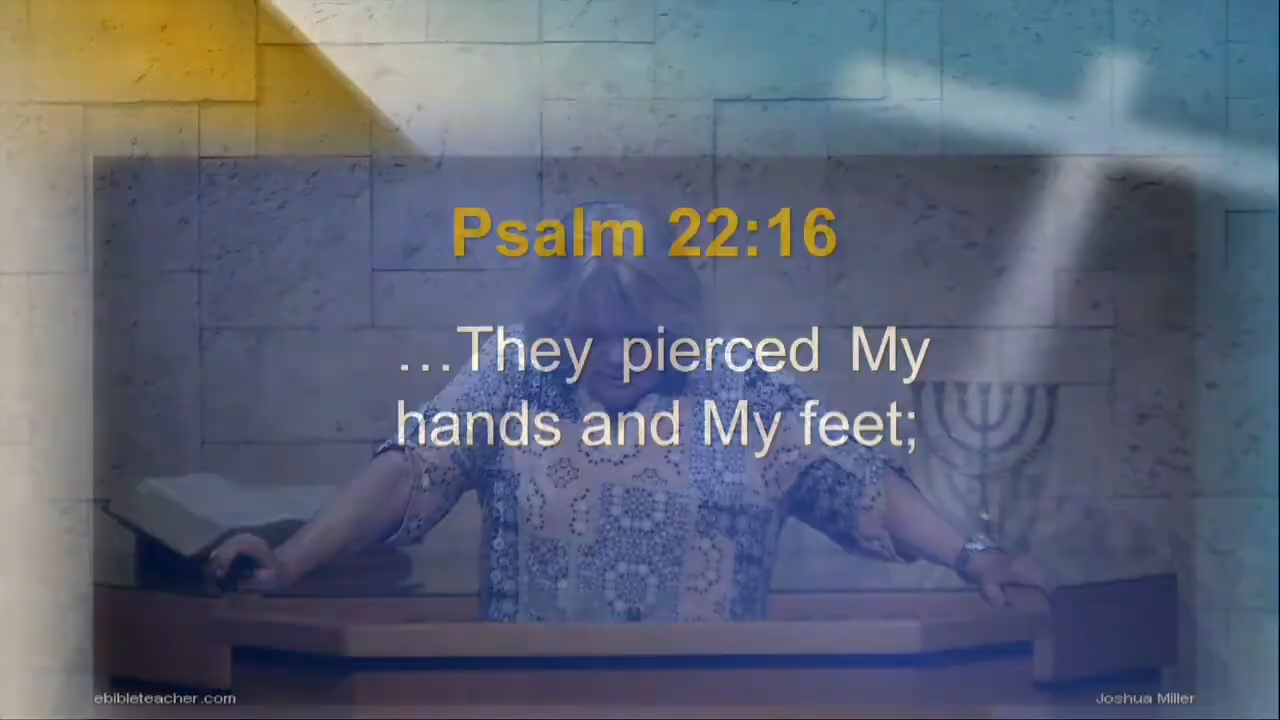 Psalm 22:16
…They pierced My
hands and My feet;
ebibleteacher.com
Joshua Miller